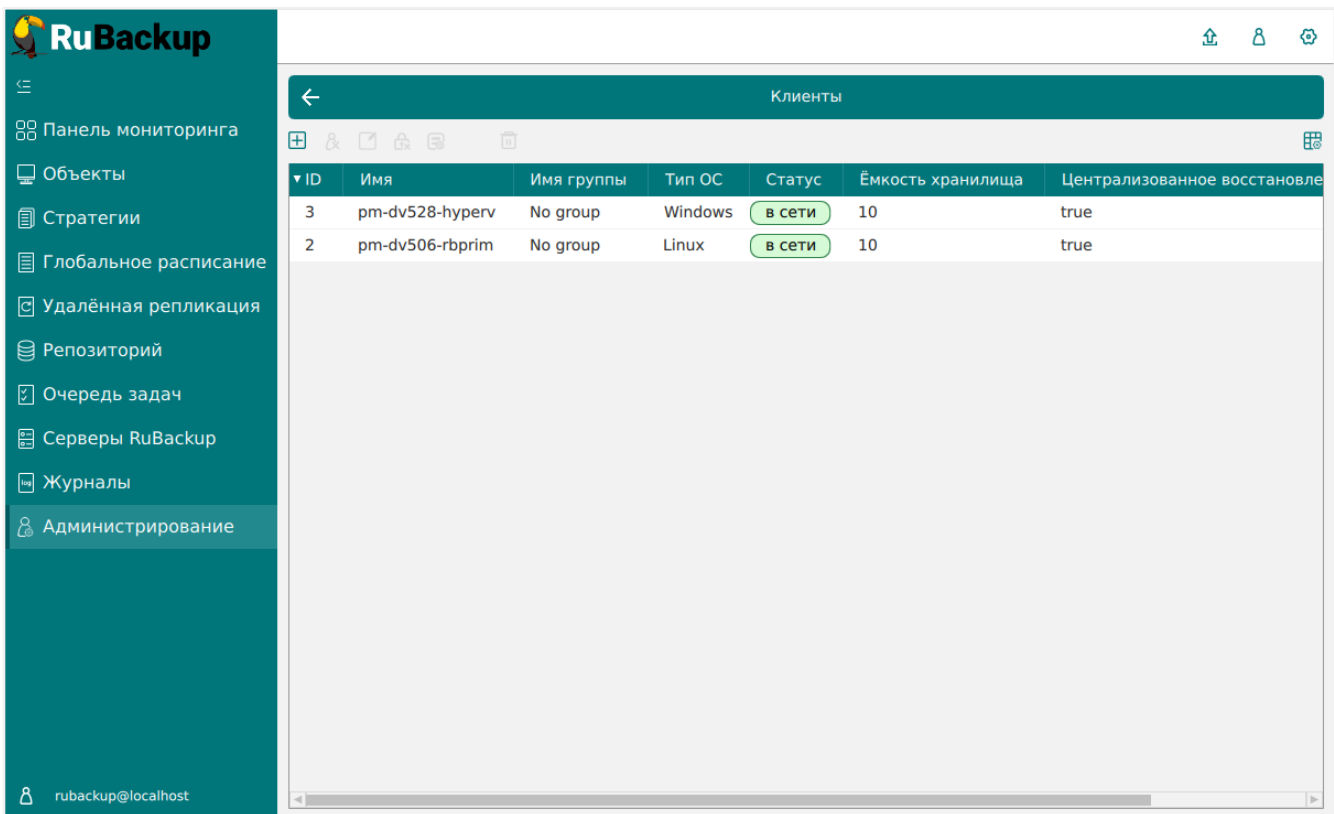 RuBackup
Клиенты
Панель мониторинга
Объекты
Стратегии
Глобальное расписание
Удалённая репликация
Репозиторий
Очередь задач
Серверы RuBackup
Журналы
Администрирование
rubackup@localhost
ID Имя Имя группы Тип ОС Статус Ёмкость хранилища Централизованное восстановле
3 pm-dv528-hyperv No group Windows в сети 10 true
2 pm-dv506-rbprim No group Linux в сети 10 true